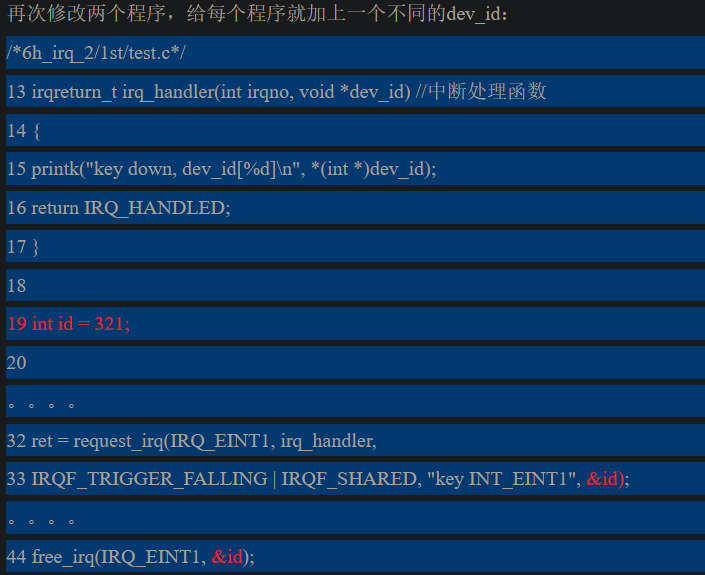 再次修改两个程序，给每个程序就加上一个不同的dev_id：
/*6h_irq_2/1st/test.c*/
13 irqreturn_t irq_handler(int irqno, void *dev_id) //中断处理函数
14 {
15 printk("key down, dev_id[%d]\n", *(int *)dev_id);
16 return IRQ_HANDLED;
17 }
18
19 int id = 321;
20
。。。。
32 ret = request_irq(IRQ_EINT1, irq_handler,
33 IRQF_TRIGGER_FALLING | IRQF_SHARED, "key INT_EINT1", &id);
。。。。
44 free_irq(IRQ_EINT1, &id);